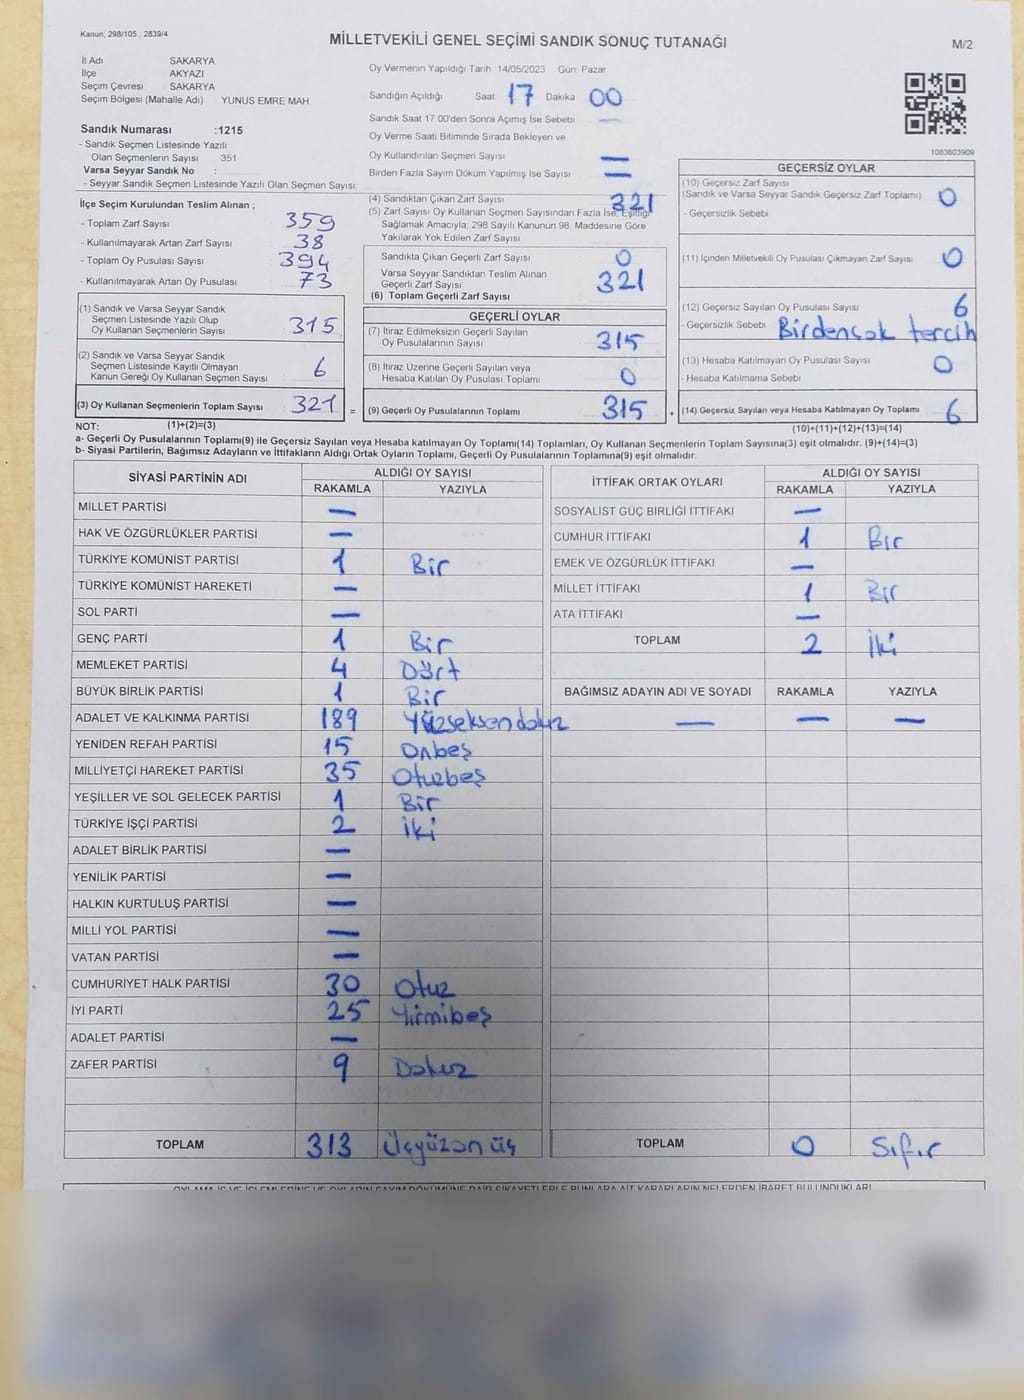 Kanun; 298/105 , 2839/4
MİLLETVEKİLİ GENEL SEÇİMİ SANDIK SONUÇ TUTANAĞI
M/2
İl Adı SAKARYA
İlçe AKYAZI
Seçim Çevresi SAKARYA
Seçim Bölgesi (Mahalle Adı) YUNUS EMRE MAH.
Oy Vermenin Yapıldığı Tarih 14/05/2023 Gün: Pazar
Sandığın Açıldığı Saat 17 Dakika 00
Sandık Saat 17:00'den Sonra Açımış İse Sebebi —
Oy Verme Saati Bitiminde Sırada Bekleyen ve
Oy Kullandırılan Seçmen Sayısı —
Birden Fazla Sayım Döküm Yapılmış İse Sayısı —
1083603909
Sandık Numarası :1215
- Sandık Seçmen Listesinde Yazılı
Olan Seçmenlerin Sayısı 351
Varsa Seyyar Sandık No :
- Seyyar Sandık Seçmen Listesinde Yazılı Olan Seçmen Sayısı
İlçe Seçim Kurulundan Teslim Alınan ;
- Toplam Zarf Sayısı 359
- Kullanılmayarak Artan Zarf Sayısı 38
- Toplam Oy Pusulası Sayısı 394
- Kullanılmayarak Artan Oy Pusulası 73
(1) Sandık ve Varsa Seyyar Sandık
Seçmen Listesinde Yazılı Olup
Oy Kullanan Seçmenlerin Sayısı 315
(2) Sandık ve Varsa Seyyar Sandık
Seçmen Listesinde Kayıtlı Olmayan
Kanun Gereği Oy Kullanan Seçmen Sayısı 6
(3) Oy Kullanan Seçmenlerin Toplam Sayısı 321 =
(1)+(2)=(3)
(4) Sandıktan Çıkan Zarf Sayısı 321
(5) Zarf Sayısı Oy Kullanan Seçmen Sayısından Fazla İse, Eşitliği
Sağlamak Amacıyla, 298 Sayılı Kanunun 98. Maddesine Göre
Yakılarak Yok Edilen Zarf Sayısı
Sandıkta Çıkan Geçerli Zarf Sayısı 0
Varsa Seyyar Sandıktan Teslim Alınan
Geçerli Zarf Sayısı 321
(6) Toplam Geçerli Zarf Sayısı
GEÇERLİ OYLAR
(7) İtiraz Edilmeksizin Geçerli Sayılan
Oy Pusulalarının Sayısı 315
(8) İtiraz Üzerine Geçerli Sayılan veya
Hesaba Katılan Oy Pusulası Toplamı 0
(9) Geçerli Oy Pusulalarının Toplamı 315 +
GEÇERSİZ OYLAR
(10) Geçersiz Zarf Sayısı
(Sandık ve Varsa Seyyar Sandık Geçersiz Zarf Toplamı) 0
- Geçersizlik Sebebi
(11) İçinden Milletvekili Oy Pusulası Çıkmayan Zarf Sayısı 0
(12) Geçersiz Sayılan Oy Pusulası Sayısı 6
- Geçersizlik Sebebi Birdençok tercih
(13) Hesaba Katılmayan Oy Pusulası Sayısı 0
- Hesaba Katılmama Sebebi
(14) Geçersiz Sayılan veya Hesaba Katılmayan Oy Toplamı 6
(10)+(11)+(12)+(13)=(14)
NOT:
a- Geçerli Oy Pusulalarının Toplamı(9) ile Geçersiz Sayılan veya Hesaba katılmayan Oy Toplamı(14) Toplamları, Oy Kullanan Seçmenlerin Toplam Sayısına(3) eşit olmalıdır. (9)+(14)=(3)
b- Siyasi Partilerin, Bağımsız Adayların ve İttifakların Aldığı Ortak Oyların Toplamı, Geçerli Oy Pusulalarının Toplamına(9) eşit olmalıdır.
SİYASİ PARTİNİN ADI ALDIĞI OY SAYISI
RAKAMLA YAZIYLA
MİLLET PARTİSİ —
HAK VE ÖZGÜRLÜKLER PARTİSİ —
TÜRKİYE KOMÜNİST PARTİSİ 1 Bir
TÜRKİYE KOMÜNİST HAREKETİ —
SOL PARTİ —
GENÇ PARTİ 1 Bir
MEMLEKET PARTİSİ 4 Dört
BÜYÜK BİRLİK PARTİSİ 1 Bir
ADALET VE KALKINMA PARTİSİ 189 Yüzseksendokuz
YENİDEN REFAH PARTİSİ 15 Onbeş
MİLLİYETÇİ HAREKET PARTİSİ 35 Otuzbeş
YEŞİLLER VE SOL GELECEK PARTİSİ 1 Bir
TÜRKİYE İŞÇİ PARTİSİ 2 İki
ADALET BİRLİK PARTİSİ —
YENİLİK PARTİSİ —
HALKIN KURTULUŞ PARTİSİ —
MİLLİ YOL PARTİSİ —
VATAN PARTİSİ —
CUMHURİYET HALK PARTİSİ 30 Otuz
İYİ PARTİ 25 Yirmibeş
ADALET PARTİSİ —
ZAFER PARTİSİ 9 Dokuz
TOPLAM 313 Üçyüzonüç
İTTİFAK ORTAK OYLARI ALDIĞI OY SAYISI
RAKAMLA YAZIYLA
SOSYALİST GÜÇ BİRLİĞİ İTTİFAKI —
CUMHUR İTTİFAKI 1 Bir
EMEK VE ÖZGÜRLÜK İTTİFAKI —
MİLLET İTTİFAKI 1 Bir
ATA İTTİFAKI —
TOPLAM 2 İki
BAĞIMSIZ ADAYIN ADI VE SOYADI RAKAMLA YAZIYLA
— — —
TOPLAM 0 Sıfır
OYLAMA İŞ VE İŞLEMLERİNE VE OYLARIN SAYIM DÖKÜMÜNE DAİR ŞİKAYETLERLE BUNLARA AİT KARARLARIN NELERDEN İBARET BULUNDUKLARI